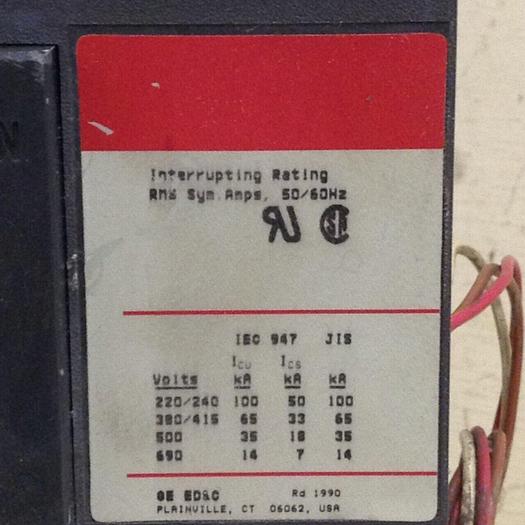 N
Interrupting Rating
RMS Sym.Amps, 50/60Hz
IEC 947 JIS
Icu Ics
Volts kA kA kA
220/240 100 50 100
380/415 65 33 65
500 35 18 35
690 14 7 14
GE ED&C Rd 1990
PLAINVILLE, CT 06062, USA